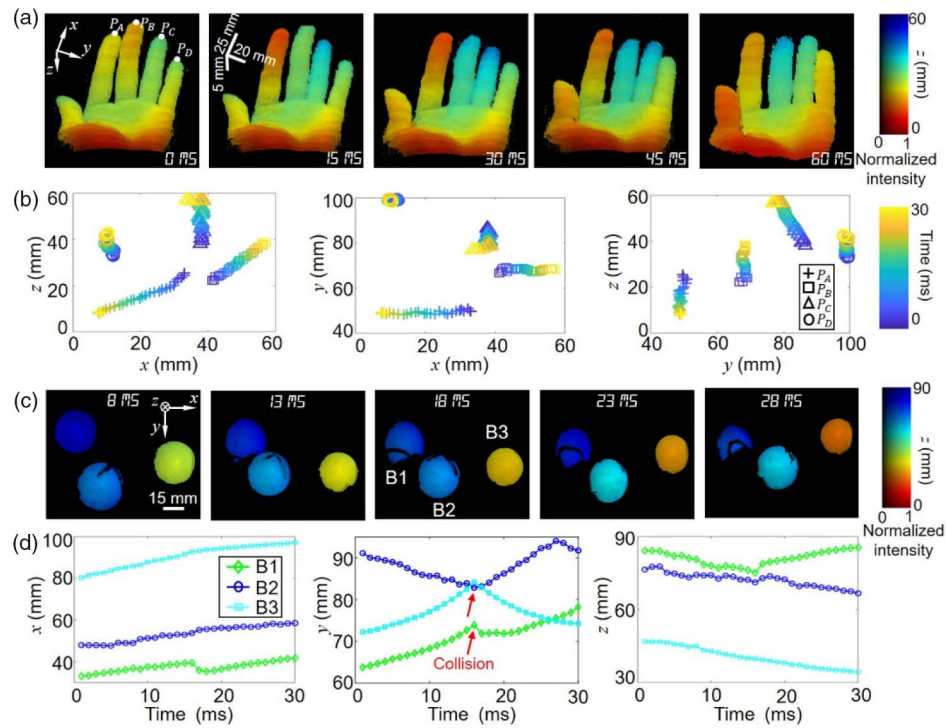 (a)
x
y
z
P_A
P_B
P_C
P_D
0 MS
5 mm
25 mm
20 mm
15 MS
30 MS
45 MS
60 MS
60
z (mm)
0
0 1
Normalized
intensity
(b)
60
40
20
0
z (mm)
0 20 40 60
x (mm)
100
80
60
40
y (mm)
0 20 40 60
x (mm)
60
40
20
0
z (mm)
40 60 80 100
y (mm)
P_A
P_B
P_C
P_D
30
Time (ms)
0
(c)
8 MS
z
x
y
15 mm
13 MS
18 MS
B1
B2
B3
23 MS
28 MS
90
z (mm)
0
0 1
Normalized
intensity
(d)
100
80
60
40
x (mm)
0 10 20 30
Time (ms)
B1
B2
B3
90
80
70
60
y (mm)
0 10 20 30
Time (ms)
Collision
90
70
50
30
z (mm)
0 10 20 30
Time (ms)